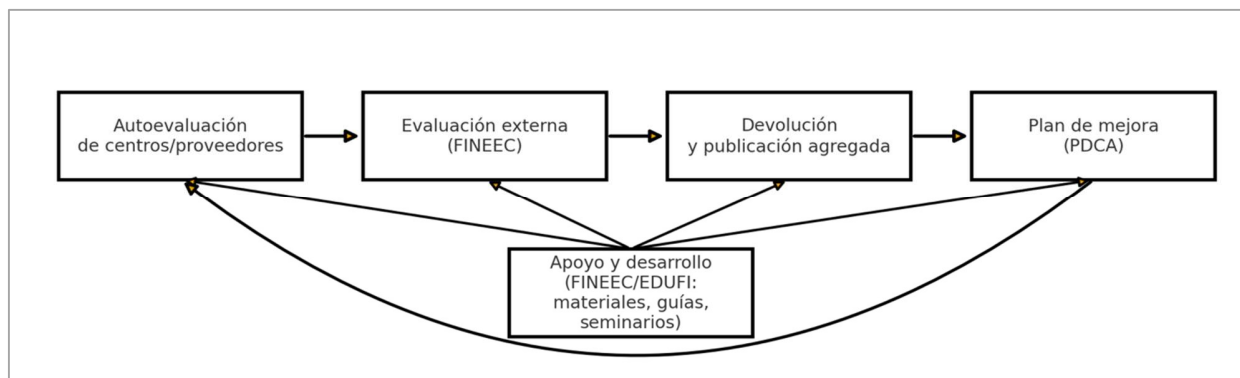 Autoevaluación
de centros/proveedores
Evaluación externa
(FINEEC)
Devolución
y publicación agregada
Plan de mejora
(PDCA)
Apoyo y desarrollo
(FINEEC/EDUFI:
materiales, guías,
seminarios)